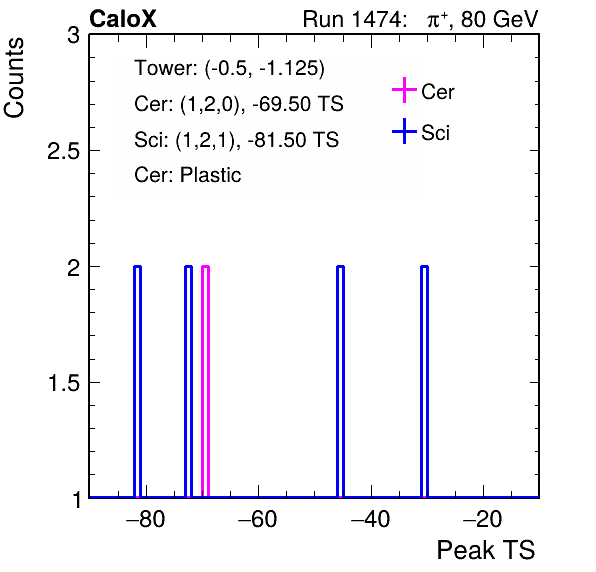 CaloX Run 1474: π⁺, 80 GeV
Counts
3
2.5
2
1.5
1
Tower: (-0.5, -1.125)
Cer: (1,2,0), -69.50 TS
Sci: (1,2,1), -81.50 TS
Cer: Plastic
Cer
Sci
−80 −60 −40 −20
Peak TS